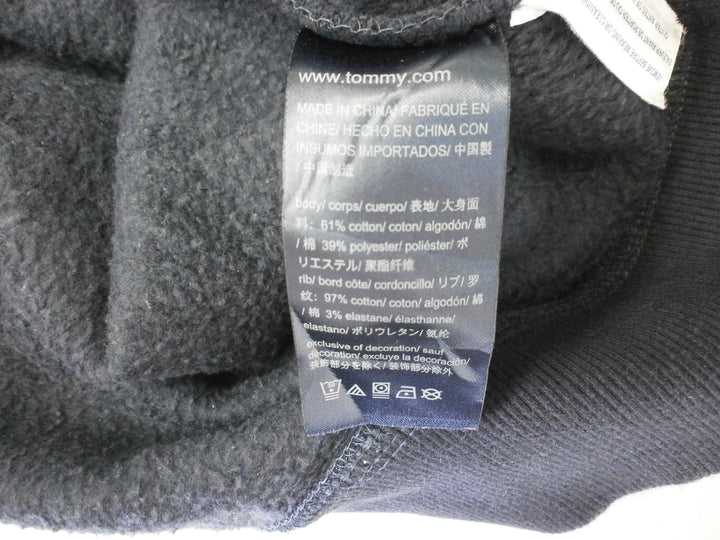 www.tommy.com
MADE IN CHINA/ FABRIQUÉ EN
CHINE/ HECHO EN CHINA CON
INSUMOS IMPORTADOS/ 中国製
/ 中国制造
body/ corps/ cuerpo/ 表地/ 大身面
料: 61% cotton/ coton/ algodón/ 綿
/ 棉 39% polyester/ poliéster/ ポ
リエステル/ 聚酯纤维
rib/ bord côte/ cordoncillo/ リブ/ 罗
纹: 97% cotton/ coton/ algodón/ 綿
/ 棉 3% elastane/ élasthanne/
elastano/ ポリウレタン/ 氨纶
exclusive of decoration/ sauf
décoration/ excluye la decoración/
装飾部分を除く/ 装饰部分除外